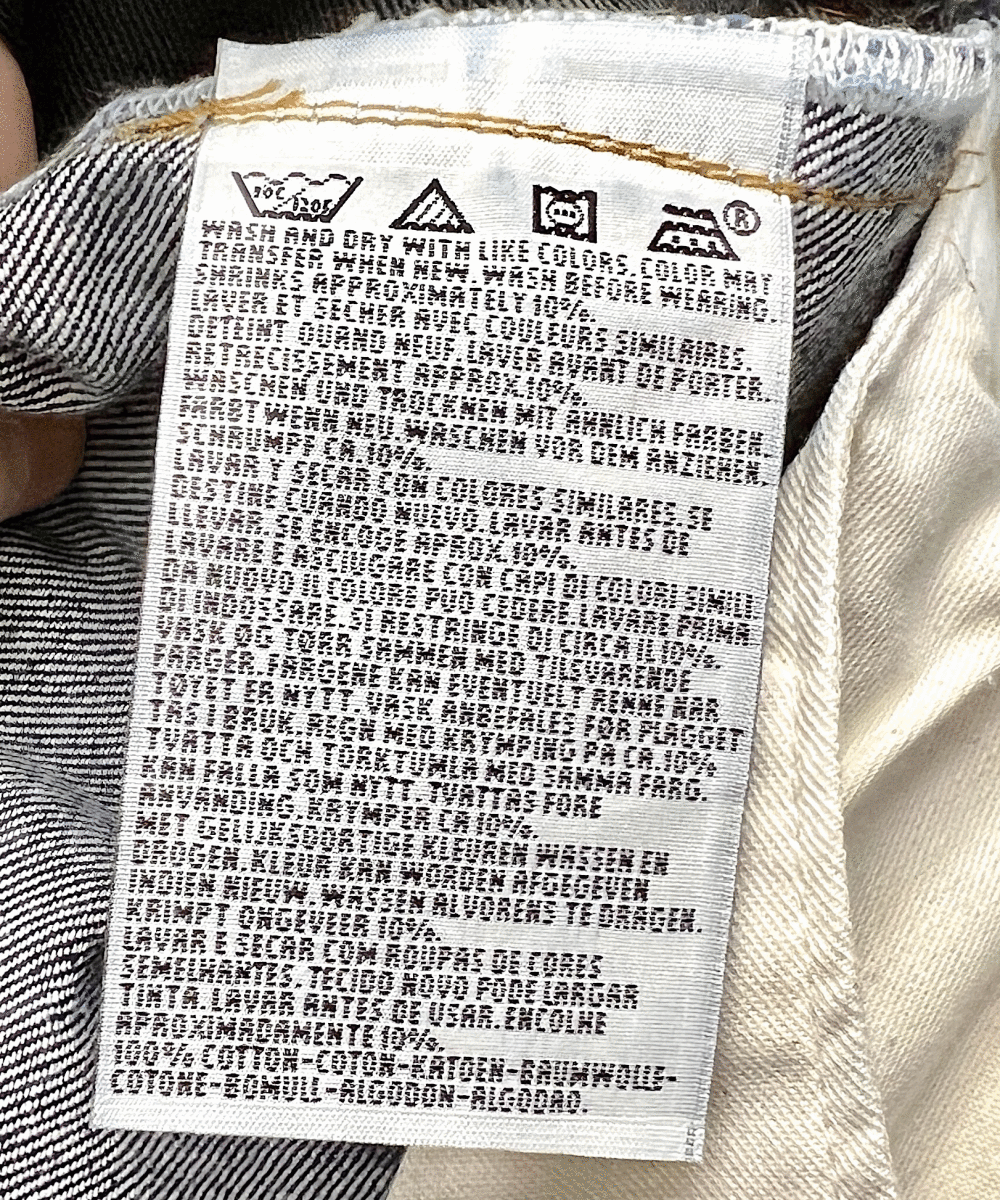 ®
WASH AND DRY WITH LIKE COLORS. COLOR MAY
TRANSFER WHEN NEW. WASH BEFORE WEARING.
SHRINKS APPROXIMATELY 10%.
LAVER ET SECHER AVEC COULEURS SIMILAIRES.
DETEINT QUAND NEUF. LAVER AVANT DE PORTER.
RETRECISSEMENT APPROX.10%.
WASCHEN UND TROCKNEN MIT AHNLICH FARBEN.
FARBT WENN NEU. WASCHEN VOR DEM ANZIEHEN.
SCHRUMPF CA. 10%.
LAVAR Y SECAR CON COLORES SIMILARES. SE
DESTINE CUANDO NUEVO. LAVAR ANTES DE
LLEVAR. SE ENCOGE APROX. 10%.
LAVARE E ASCIUGARE CON CAPI DI COLORI SIMILI.
DA NUOVO IL COLORE PUO CEDERE. LAVARE PRIMA
DI INDOSSARE. SI RESTRINGE DI CIRCA IL 10%.
VASK OG TORR SAMMEN MED TILSVARENDE
FARGER. FARGENE KAN EVENTUELT RENNE NAR
TOYET ER NYTT. VASK ANBEFALES FOR PLAGGET
TAS I BRUK. REGN MED KRYMPING PA CA. 10%
TVATTA OCH TORKTUMLA MED SAMMA FARG.
KAN FALLA SOM NYTT. TVATTAS FORE
ANVANDING. KRYMPER CA 10%.
MET GELIJKSOORTIGE KLEUREN WASSEN EN
DROGEN. KLEUR KAN WORDEN AFGEGEVEN
INDIEN NIEUW. WASSEN ALVORENS TE DRAGEN.
KRIMPT ONGEVEER 10%.
LAVAR E SECAR COM ROUPAS DE CORES
SEMELHANTES. TECIDO NOVO PODE LARGAR
TINTA. LAVAR ANTES DE USAR. ENCOLHE
APROXIMADAMENTE 10%.
100% COTTON-COTON-KATOEN-BAUMWOLLE-
COTONE-BOMULL-ALGODON-ALGODAO.